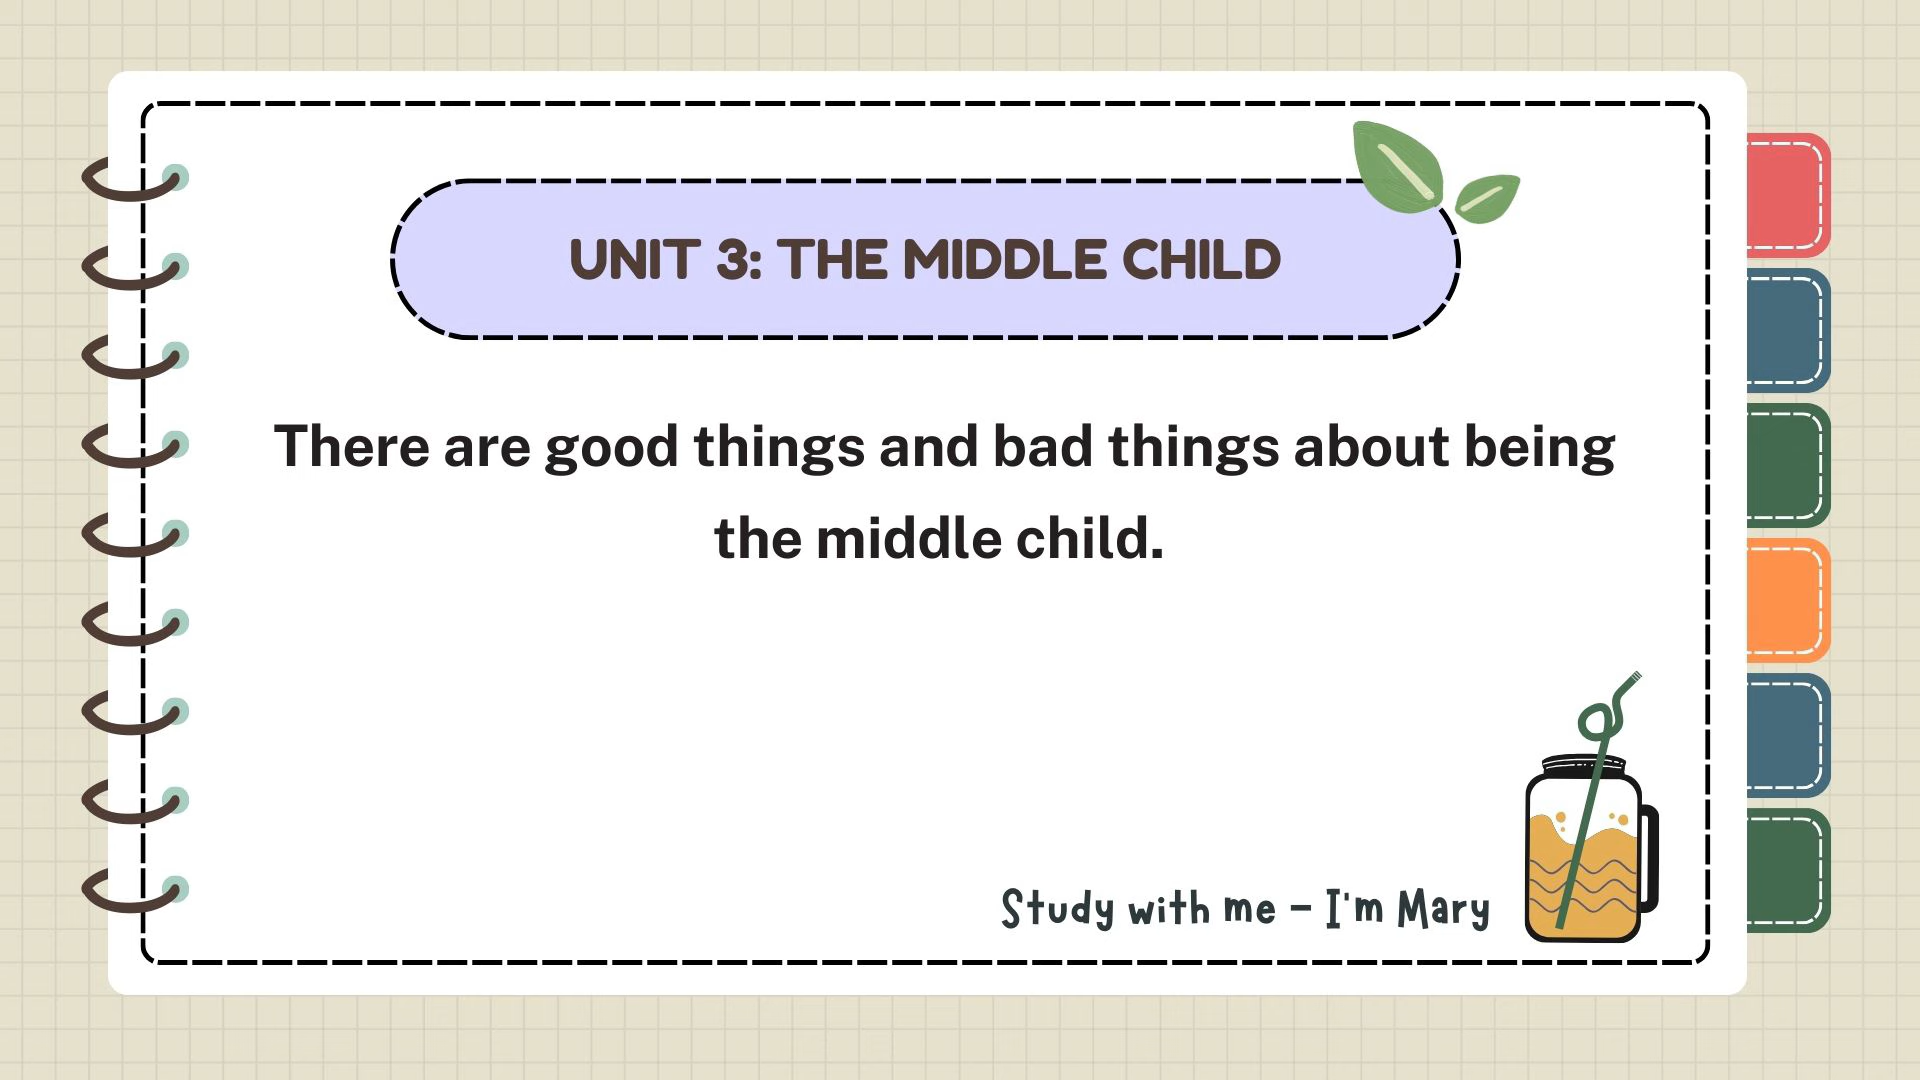 UNIT 3: THE MIDDLE CHILD
There are good things and bad things about being
the middle child.
Study with me - I'm Mary